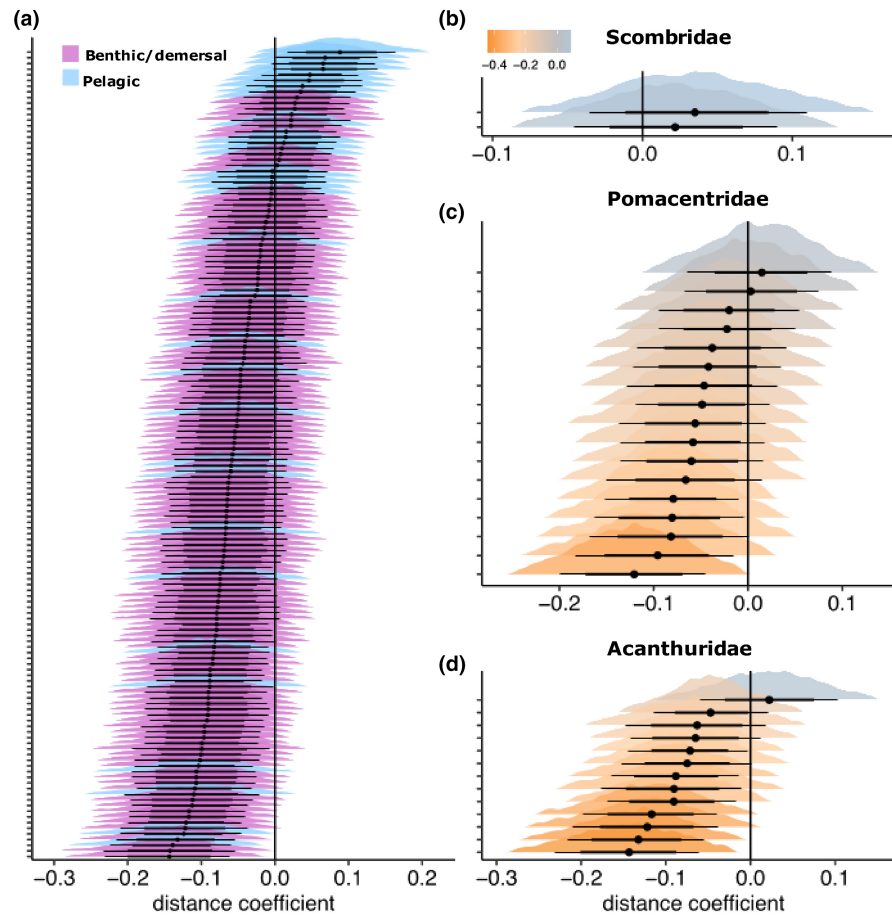 (a)
Benthic/demersal
Pelagic
−0.3 −0.2 −0.1 0.0 0.1 0.2
distance coefficient
(b)
Scombridae
−0.4 −0.2 0.0
−0.1 0.0 0.1
(c)
Pomacentridae
−0.2 −0.1 0.0 0.1
(d)
Acanthuridae
−0.3 −0.2 −0.1 0.0 0.1
distance coefficient